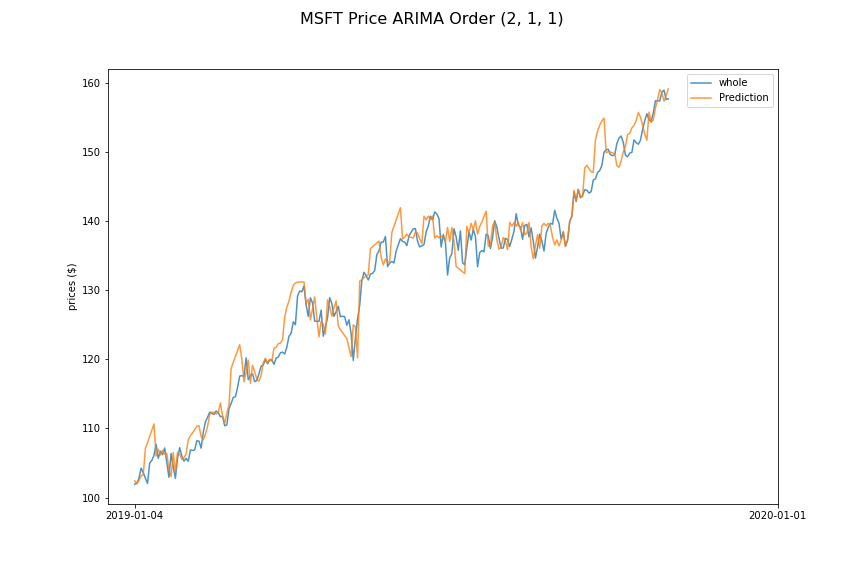 MSFT Price ARIMA Order (2, 1, 1)
whole
Prediction
prices ($)
160
150
140
130
120
110
100
2019-01-04
2020-01-01